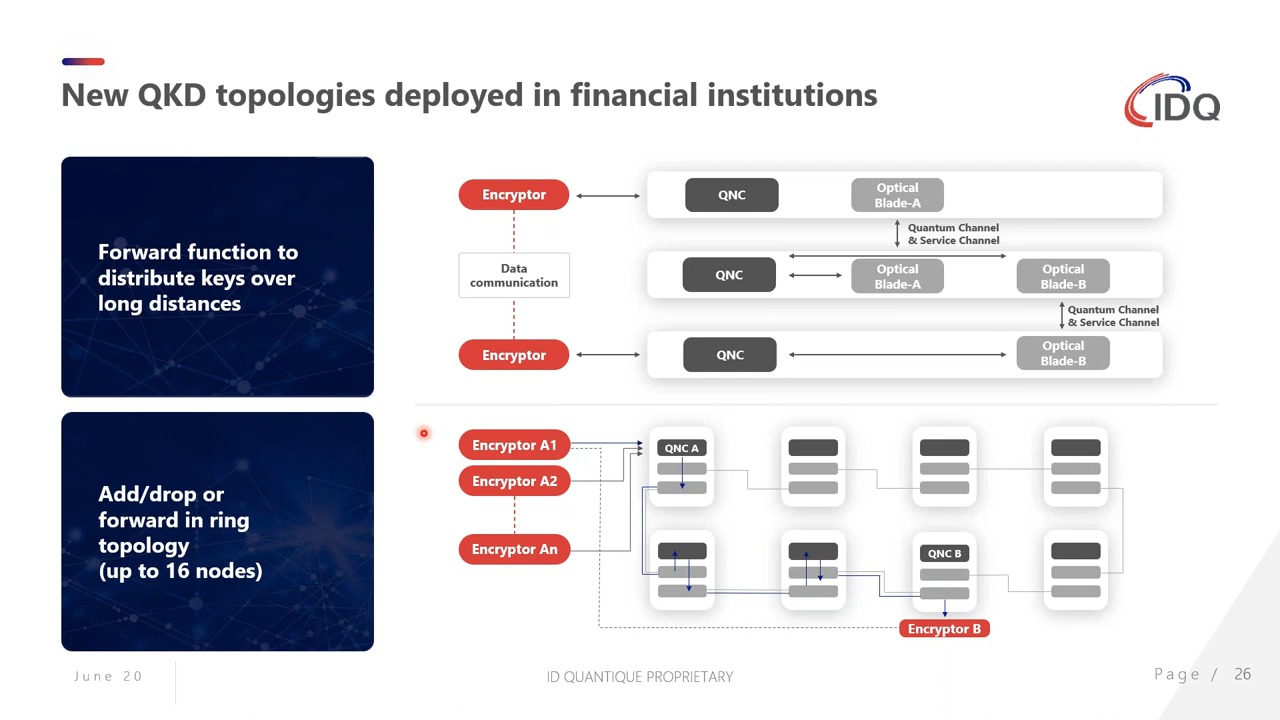 New QKD topologies deployed in financial institutions
IDQ
Forward function to
distribute keys over
long distances
Encryptor
QNC
Optical
Blade-A
Quantum Channel
& Service Channel
Data
communication
QNC
Optical
Blade-A
Optical
Blade-B
Quantum Channel
& Service Channel
Encryptor
QNC
Optical
Blade-B
Add/drop or
forward in ring
topology
(up to 16 nodes)
Encryptor A1
QNC A
Encryptor A2
Encryptor An
QNC B
Encryptor B
June 20
ID QUANTIQUE PROPRIETARY
Page / 26